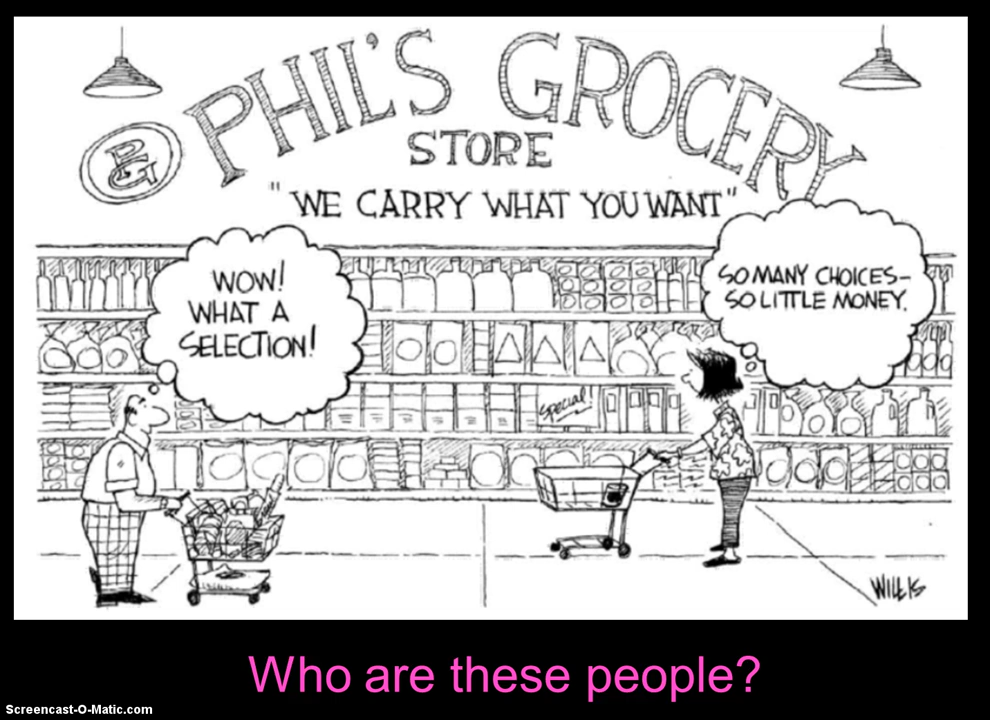 PHIL'S GROCERY
STORE
PG
"WE CARRY WHAT YOU WANT"
WOW!
WHAT A
SELECTION!
SO MANY CHOICES-
SO LITTLE MONEY.
Special!
WILLIS
Who are these people?
Screencast-O-Matic.com